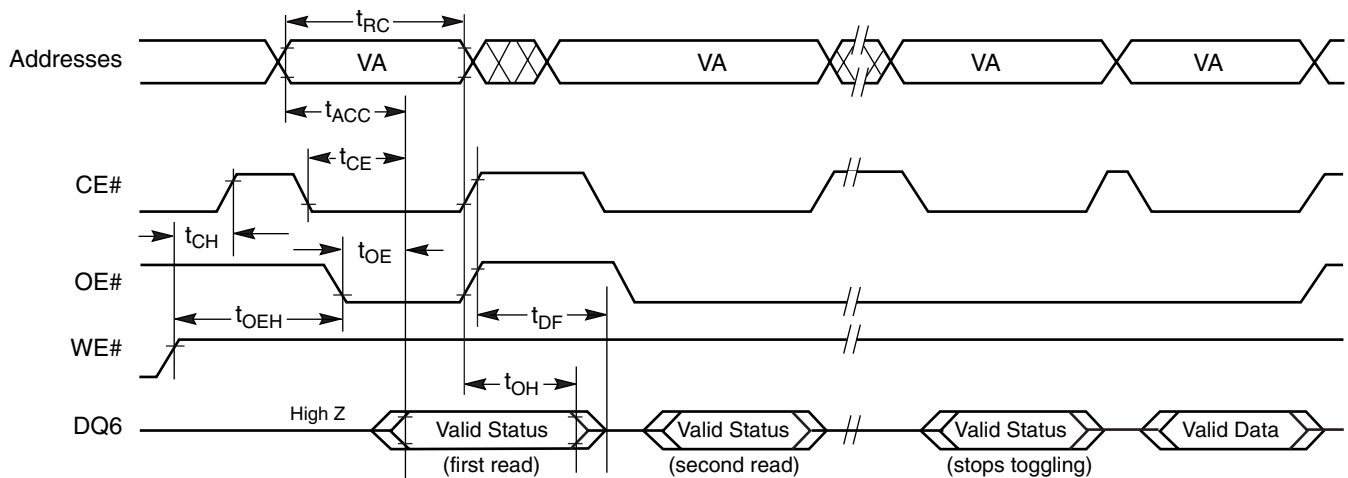 tRC
Addresses VA VA VA VA
tACC
tCE
CE#
tCH
tOE
OE#
tOEH tDF
WE#
tOH
High Z
DQ6 Valid Status Valid Status Valid Status Valid Data
(first read) (second read) (stops toggling)